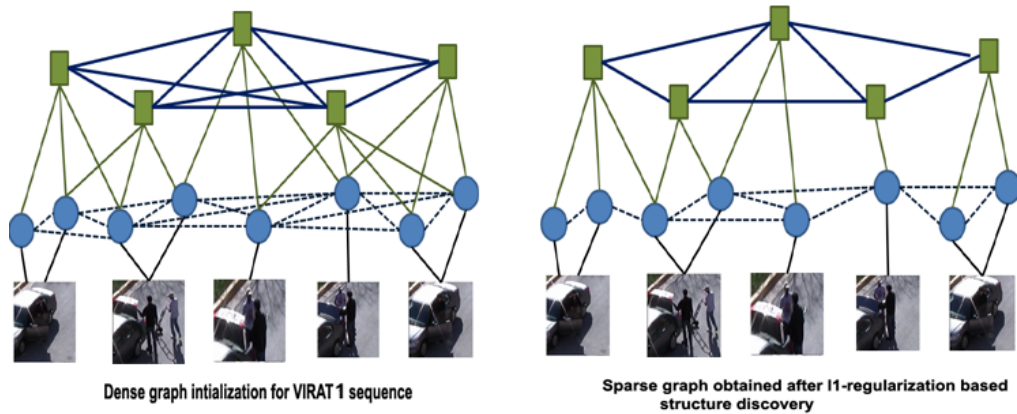 Dense graph intialization for VIRAT 1 sequence
Sparse graph obtained after l1-regularization based
structure discovery